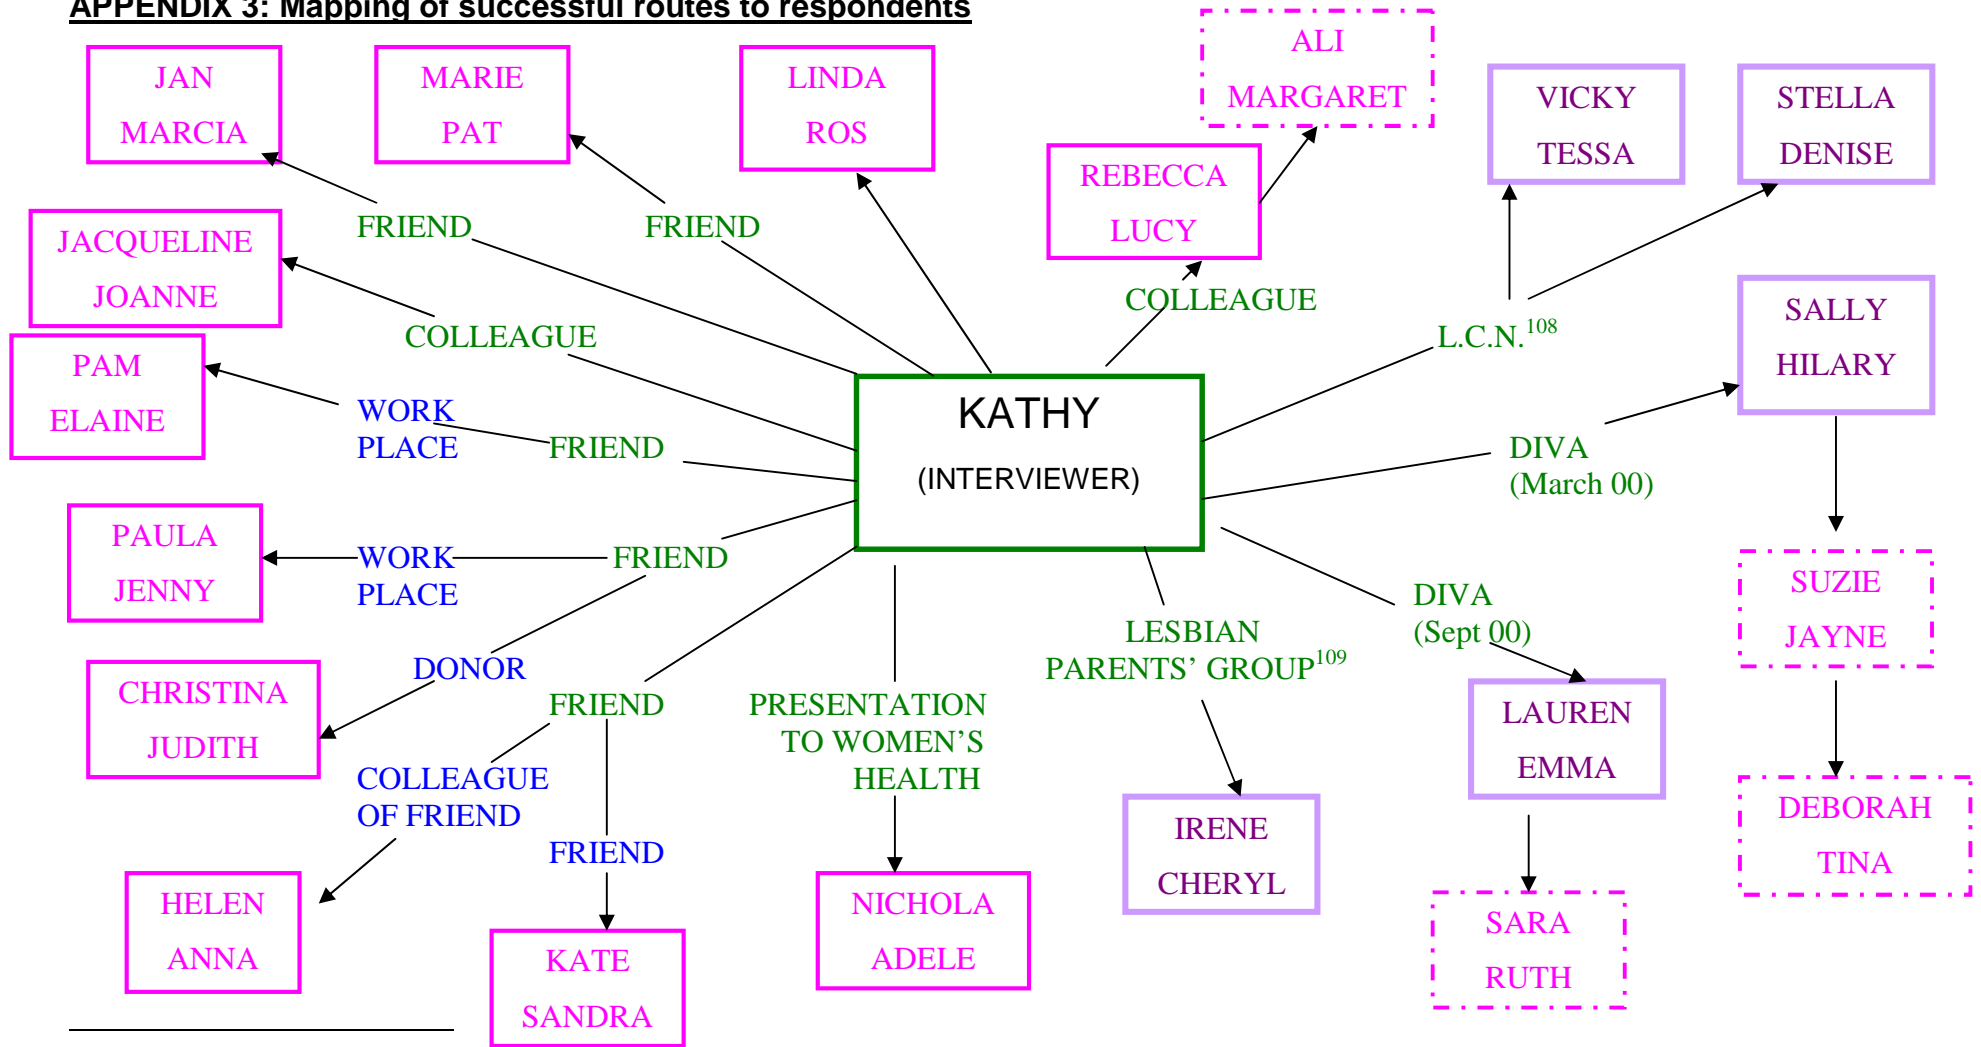 APPENDIX 3: Mapping of successful routes to respondents
JAN
MARCIA
MARIE
PAT
LINDA
ROS
ALI
MARGARET
REBECCA
LUCY
VICKY
TESSA
STELLA
DENISE
FRIEND
FRIEND
JACQUELINE
JOANNE
COLLEAGUE
COLLEAGUE
L.C.N.108
SALLY
HILARY
PAM
ELAINE
WORK
PLACE
FRIEND
KATHY
(INTERVIEWER)
DIVA
(March 00)
PAULA
JENNY
WORK
PLACE
FRIEND
DIVA
(Sept 00)
SUZIE
JAYNE
LESBIAN
PARENTS’ GROUP109
CHRISTINA
JUDITH
DONOR
FRIEND
PRESENTATION
TO WOMEN’S
HEALTH
LAUREN
EMMA
COLLEAGUE
OF FRIEND
FRIEND
IRENE
CHERYL
DEBORAH
TINA
HELEN
ANNA
KATE
SANDRA
NICHOLA
ADELE
SARA
RUTH